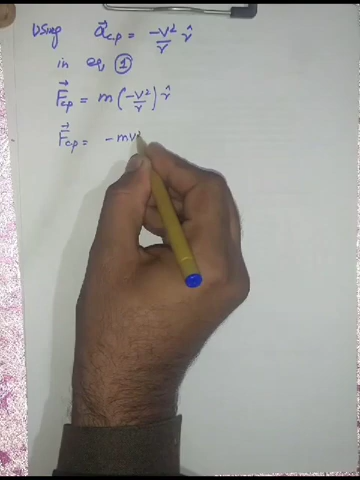 Using a⃗cp = -v²/r r̂
in eq ①
F⃗cp = m(-v²/r) r̂
F⃗cp = -mv